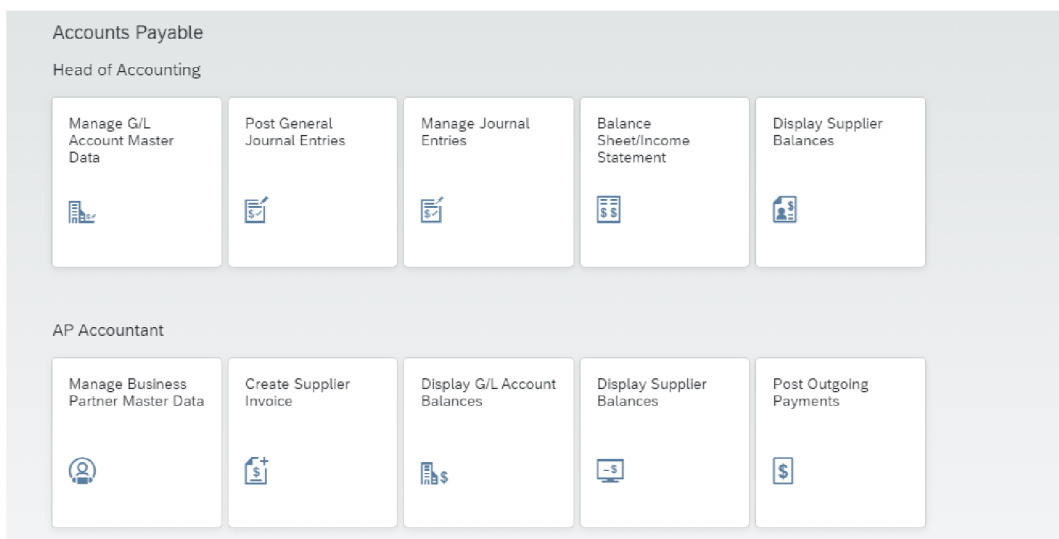 Accounts Payable
Head of Accounting
Manage G/L
Account Master
Data
Post General
Journal Entries
Manage Journal
Entries
Balance
Sheet/Income
Statement
Display Supplier
Balances
AP Accountant
Manage Business
Partner Master Data
Create Supplier
Invoice
Display G/L Account
Balances
Display Supplier
Balances
Post Outgoing
Payments